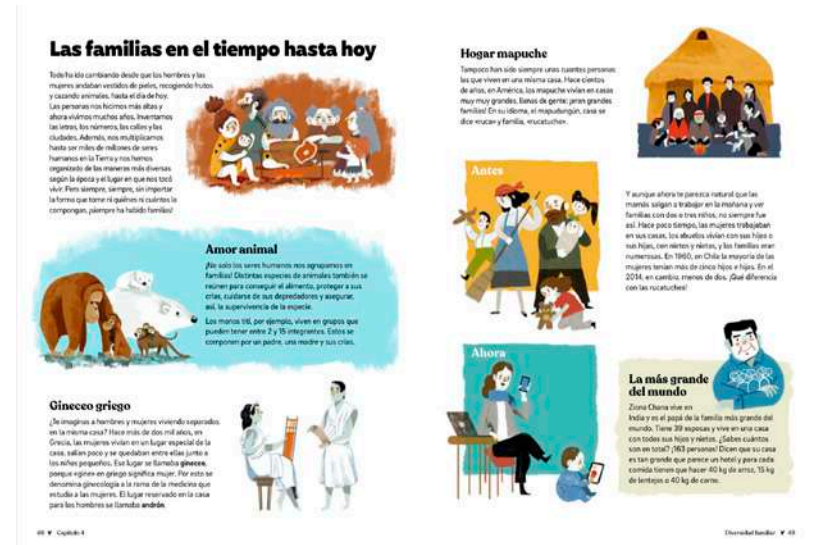 Las familias en el tiempo hasta hoy
Todo ha ido cambiando desde que los hombres y las
mujeres andaban vestidos de pieles, recogiendo frutos
y cazando animales, hasta el día de hoy.
Las personas nos hicimos más altas y
ahora vivimos muchos años. Inventamos
las letras, los números, las calles y las
ciudades. Además, nos multiplicamos
hasta ser miles de millones de seres
humanos en la Tierra y nos hemos
organizado de las maneras más diversas
según la época y el lugar en que nos tocó
vivir. Pero siempre, siempre, sin importar
la forma que tome ni quiénes ni cuántos la
compongan, ¡siempre ha habido familias!
Amor animal
¡No solo los seres humanos nos agrupamos en
familias! Distintas especies de animales también se
reúnen para conseguir el alimento, proteger a sus
crías, cuidarse de sus depredadores y asegurar,
así, la supervivencia de la especie.
Los monos tití, por ejemplo, viven en grupos que
pueden tener entre 2 y 15 integrantes. Estos se
componen por un padre, una madre y sus crías.
Gineceo griego
¿Te imaginas a hombres y mujeres viviendo separados
en la misma casa? Hace más de dos mil años, en
Grecia, las mujeres vivían en un lugar especial de la
casa, salían poco y se quedaban entre ellas junto a
los niños pequeños. Ese lugar se llamaba gineceo,
porque «gine» en griego significa mujer. Por esto se
denomina ginecología a la rama de la medicina que
estudia a las mujeres. El lugar reservado en la casa
para los hombres se llamaba andrón.
48 Capítulo 4
Hogar mapuche
Tampoco han sido siempre unas cuantas personas
las que viven en una misma casa. Hace cientos
de años, en América, los mapuche vivían en casas
muy muy grandes, llenas de gente: ¡eran grandes
familias! En su idioma, el mapudungún, casa se
dice «ruca» y familia, «rucatuche».
Antes
Y aunque ahora te parezca natural que las
mamás salgan a trabajar en la mañana y ver
familias con dos o tres niños, no siempre fue
así. Hace poco tiempo, las mujeres trabajaban
en sus casas, los abuelos vivían con sus hijos o
sus hijas, con nietos y nietas, y las familias eran
numerosas. En 1960, en Chile la mayoría de las
mujeres tenían más de cinco hijos e hijas. En el
2014, en cambio, menos de dos. ¡Qué diferencia
con las rucatuches!
Ahora
La más grande
del mundo
Ziona Chana vive en
India y es el papá de la familia más grande del
mundo. Tiene 39 esposas y vive en una casa
con todos sus hijos y nietos. ¿Sabes cuántos
son en total? ¡163 personas! Dicen que su casa
es tan grande que parece un hotel y para cada
comida tienen que hacer 40 kg de arroz, 15 kg
de lentejas o 40 kg de carne.
Diversidad familiar 49